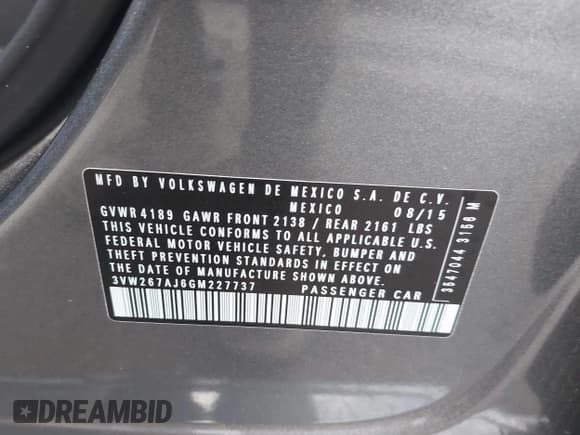 MFD BY VOLKSWAGEN DE MEXICO S.A. DE C.V.
MEXICO 08/15
GVWR 4189 GAWR FRONT 2138 / REAR 2161 LBS
THIS VEHICLE CONFORMS TO ALL APPLICABLE U.S.
FEDERAL MOTOR VEHICLE SAFETY, BUMPER AND
THEFT PREVENTION STANDARDS IN EFFECT ON
THE DATE OF MANUFACTURE SHOWN ABOVE.
3VW267AJ6GM227737 PASSENGER CAR
3647044 3156 M
DREAMBID